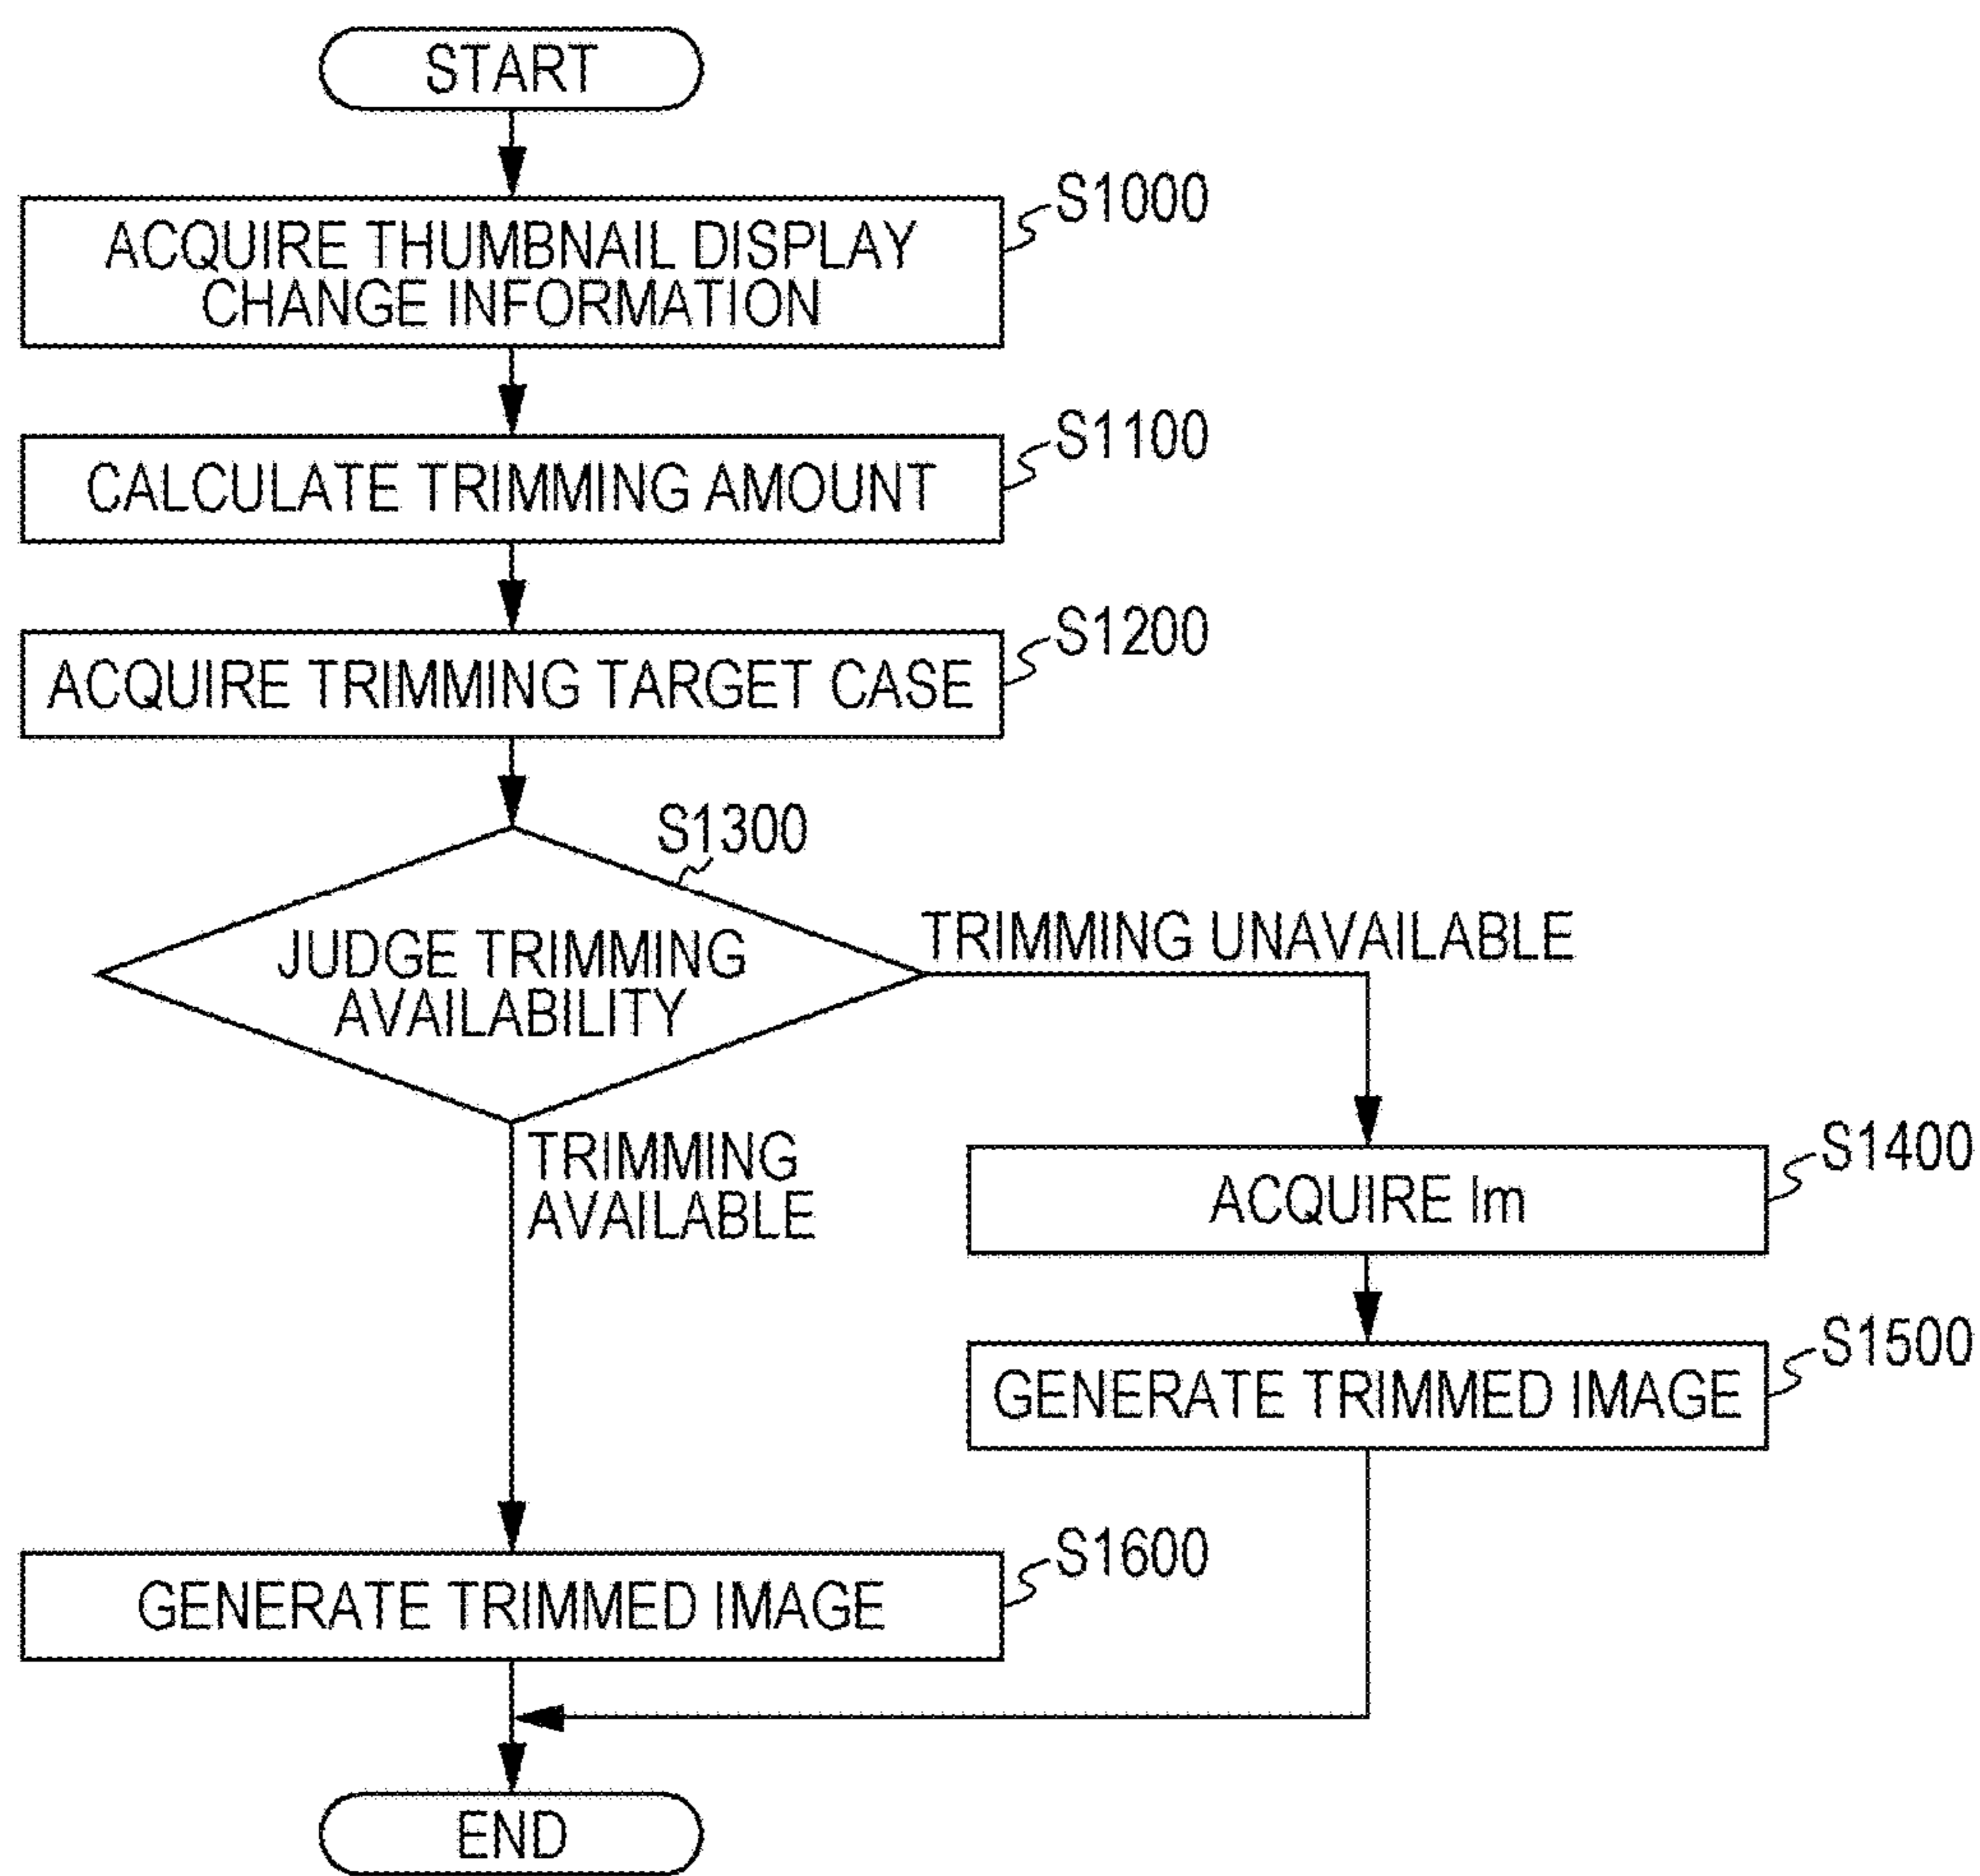 START
S1000
ACQUIRE THUMBNAIL DISPLAY
CHANGE INFORMATION
S1100
CALCULATE TRIMMING AMOUNT
S1200
ACQUIRE TRIMMING TARGET CASE
S1300
JUDGE TRIMMING
AVAILABILITY
TRIMMING UNAVAILABLE
TRIMMING
AVAILABLE
S1400
ACQUIRE Im
S1500
GENERATE TRIMMED IMAGE
S1600
GENERATE TRIMMED IMAGE
END